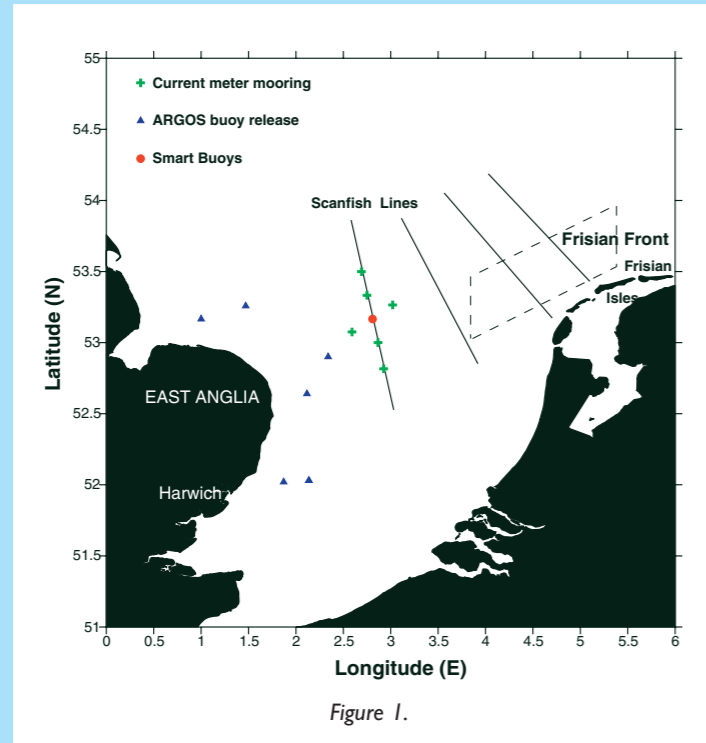 55
54.5
54
53.5
53
52.5
52
51.5
51
Latitude (N)
Current meter mooring
ARGOS buoy release
Smart Buoys
Scanfish Lines
Frisian Front
Frisian
Isles
EAST ANGLIA
Harwich
0 0.5 1 1.5 2 2.5 3 3.5 4 4.5 5 5.5 6
Longitude (E)
Figure 1.